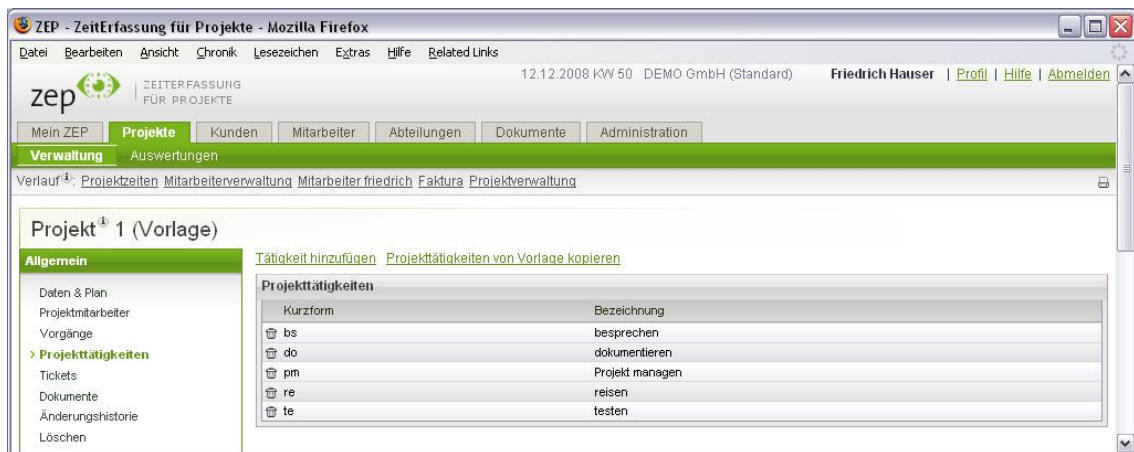 ZEP - ZeitErfassung für Projekte - Mozilla Firefox
Datei Bearbeiten Ansicht Chronik Lesezeichen Extras Hilfe Related Links
12.12.2008 KW 50 DEMO GmbH (Standard) Friedrich Hauser | Profil | Hilfe | Abmelden
zep ZEITERFASSUNG
FÜR PROJEKTE
Mein ZEP Projekte Kunden Mitarbeiter Abteilungen Dokumente Administration
Verwaltung Auswertungen
Verlauf i: Projektzeiten Mitarbeiterverwaltung Mitarbeiter friedrich Faktura Projektverwaltung
Projekt i 1 (Vorlage)
Allgemein
Daten & Plan
Projektmitarbeiter
Vorgänge
> Projekttätigkeiten
Tickets
Dokumente
Änderungshistorie
Löschen
Tätigkeit hinzufügen Projekttätigkeiten von Vorlage kopieren
Projekttätigkeiten
Kurzform Bezeichnung
bs besprechen
do dokumentieren
pm Projekt managen
re reisen
te testen